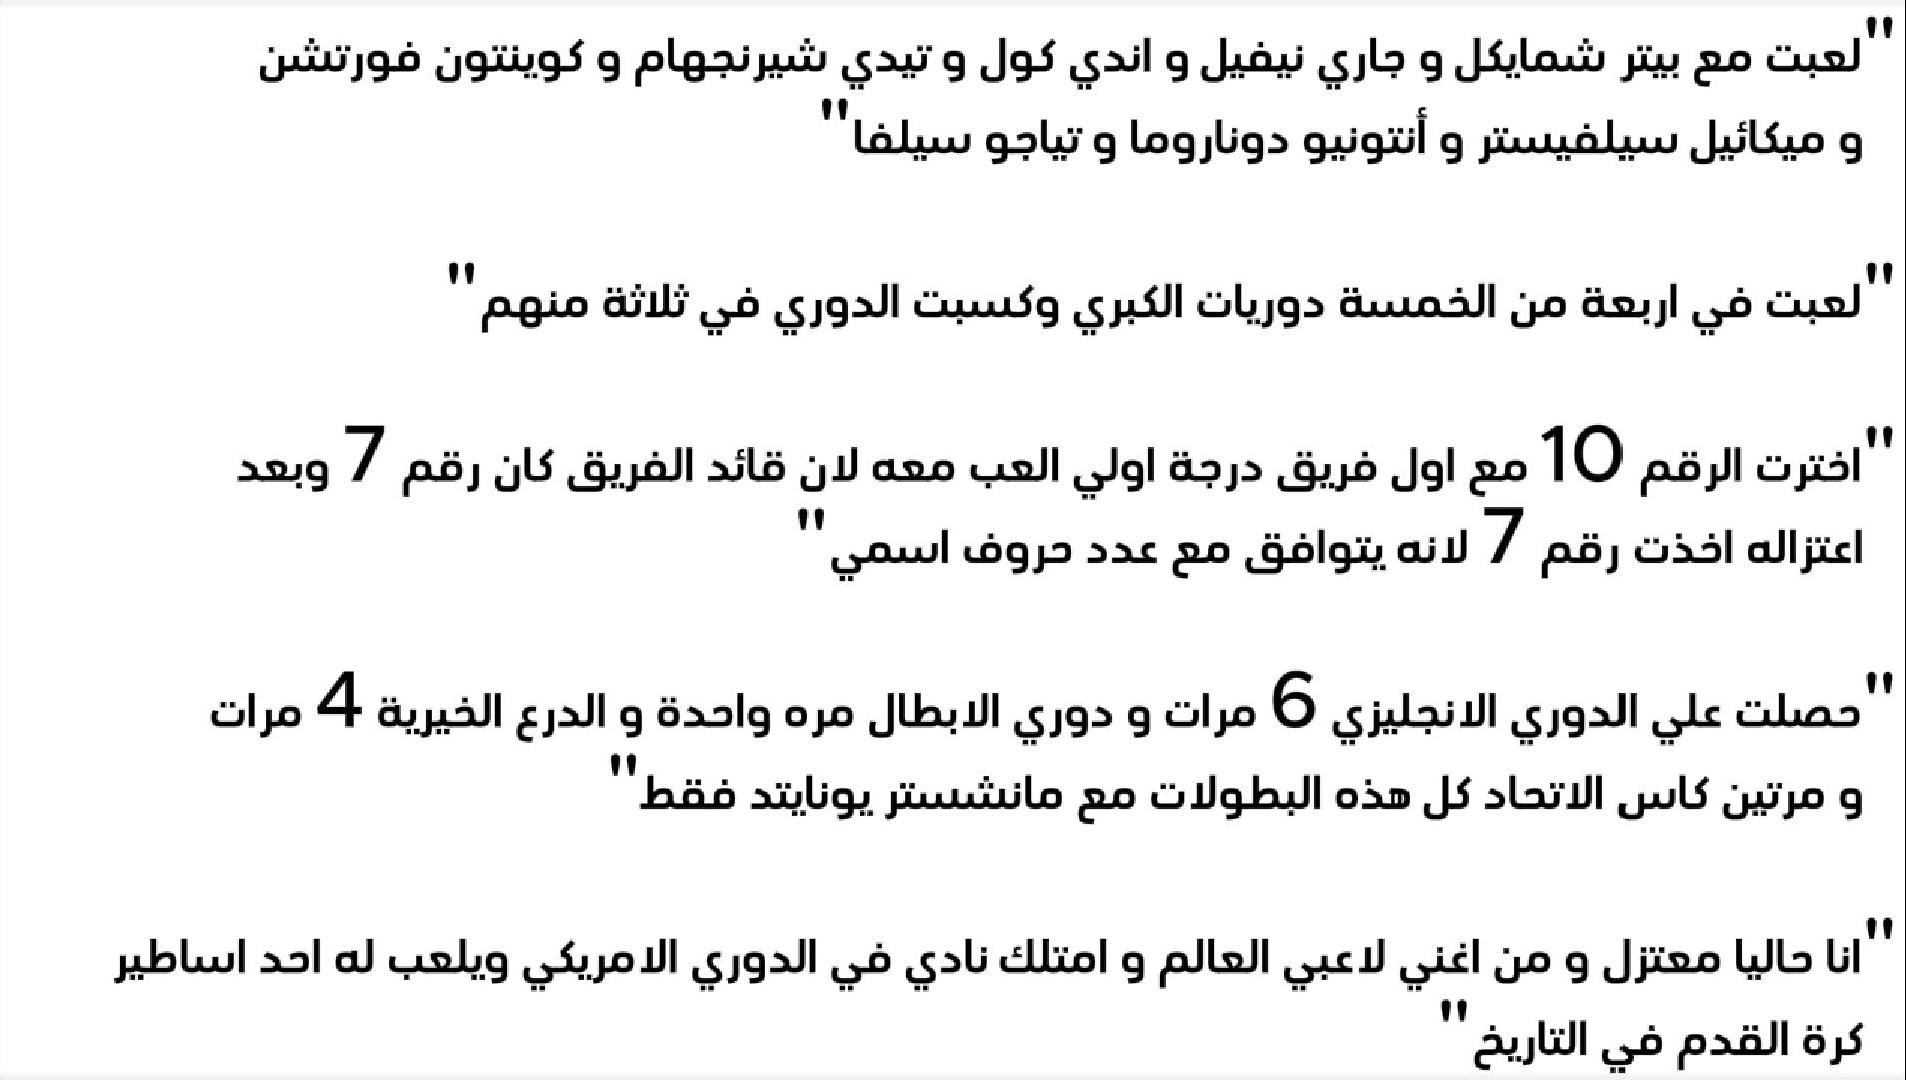 "لعبت مع بيتر شمايكل و جاري نيفيل و اندي كول و تيدي شيرنجهام و كوينتون فورتشن
و ميكائيل سيلفيستر و أنتونيو دوناروما و تياجو سيلفا"
"لعبت في اربعة من الخمسة دوريات الكبري وكسبت الدوري في ثلاثة منهم"
"اخترت الرقم 10 مع اول فريق درجة اولي العب معه لان قائد الفريق كان رقم 7 وبعد
اعتزاله اخذت رقم 7 لانه يتوافق مع عدد حروف اسمي"
"حصلت علي الدوري الانجليزي 6 مرات و دوري الابطال مره واحدة و الدرع الخيرية 4 مرات
و مرتين كاس الاتحاد كل هذه البطولات مع مانشستر يونايتد فقط"
"انا حاليا معتزل و من اغني لاعبي العالم و امتلك نادي في الدوري الامريكي ويلعب له احد اساطير
كرة القدم في التاريخ"